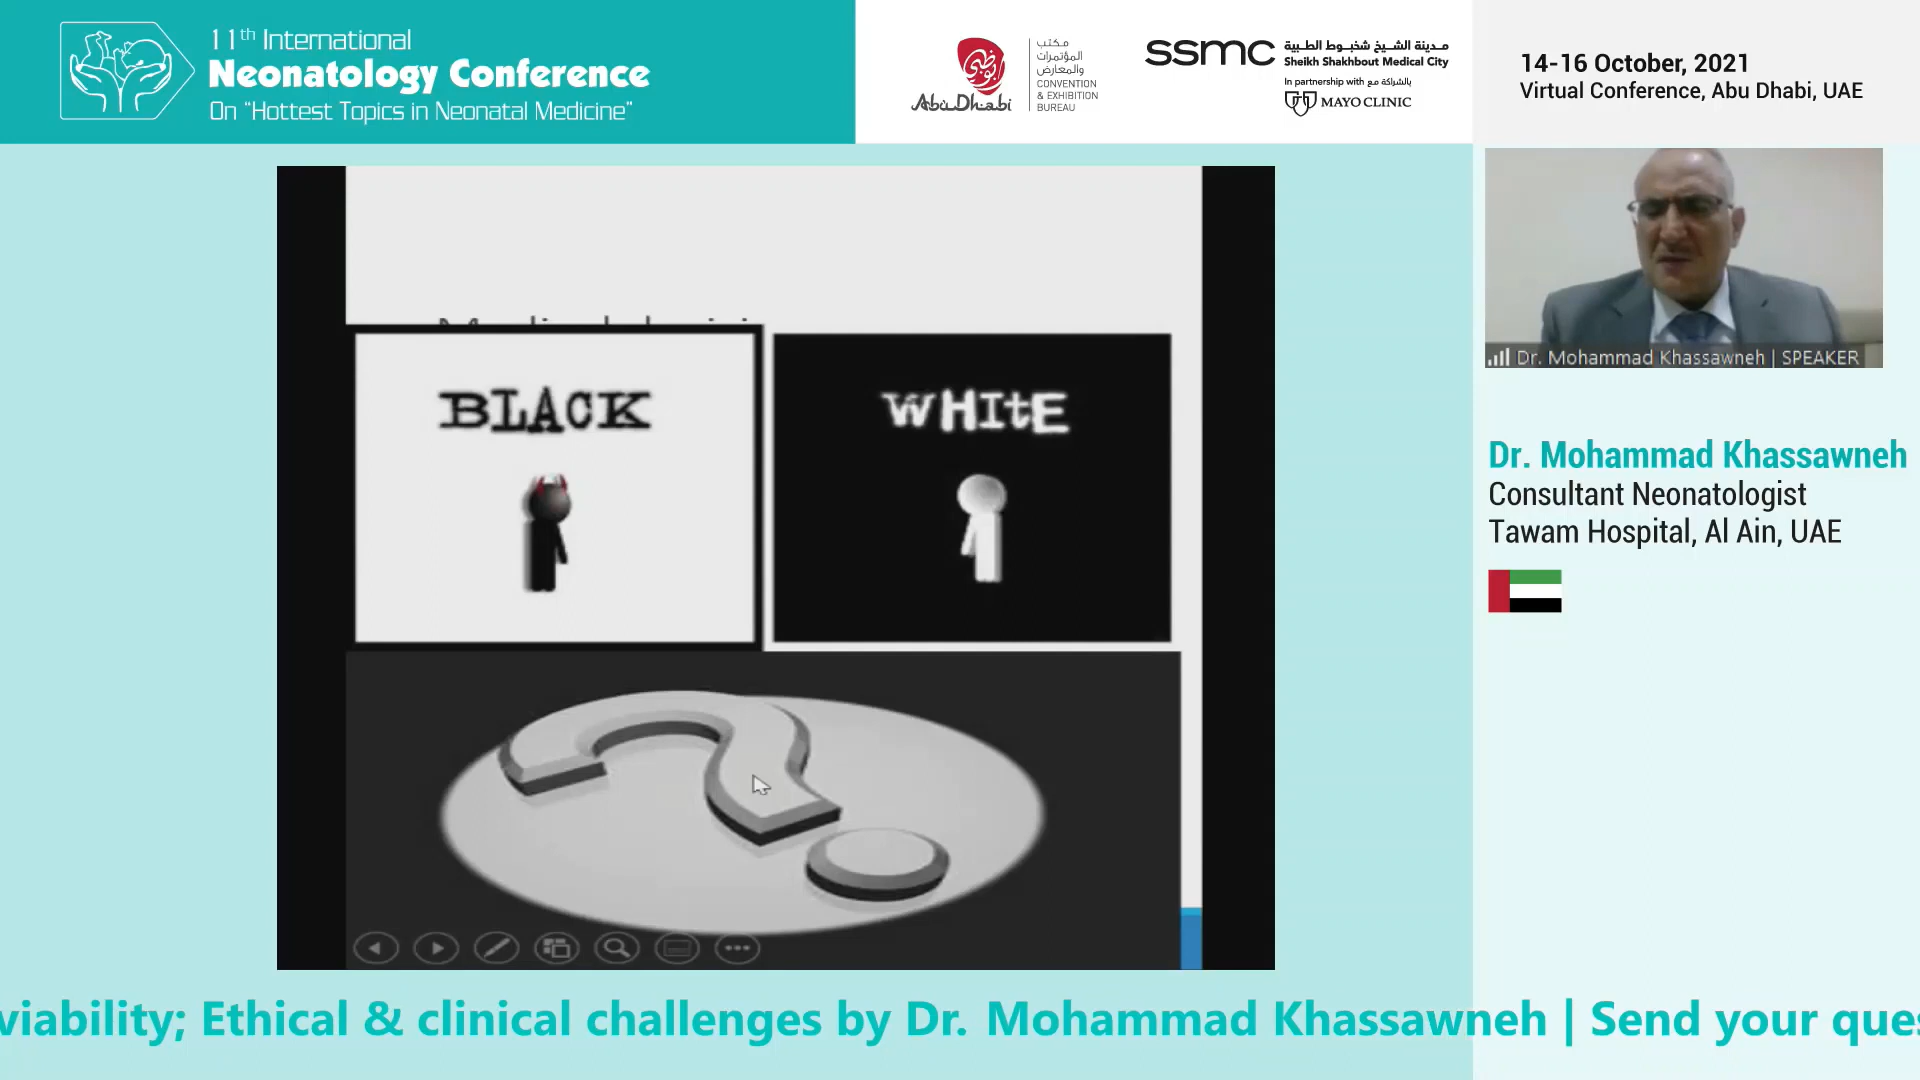 11th International
Neonatology Conference
On "Hottest Topics in Neonatal Medicine"
Abu Dhabi
مكتب
المؤتمرات
والمعارض
CONVENTION
& EXHIBITION
BUREAU
ssmc
مدينة الشيخ شخبوط الطبية
Sheikh Shakhbout Medical City
In partnership with بالشراكة مع
MAYO CLINIC
14-16 October, 2021
Virtual Conference, Abu Dhabi, UAE
BLACK
WHItE
Dr. Mohammad Khassawneh | SPEAKER
Dr. Mohammad Khassawneh
Consultant Neonatologist
Tawam Hospital, Al Ain, UAE
viability; Ethical & clinical challenges by Dr. Mohammad Khassawneh | Send your ques